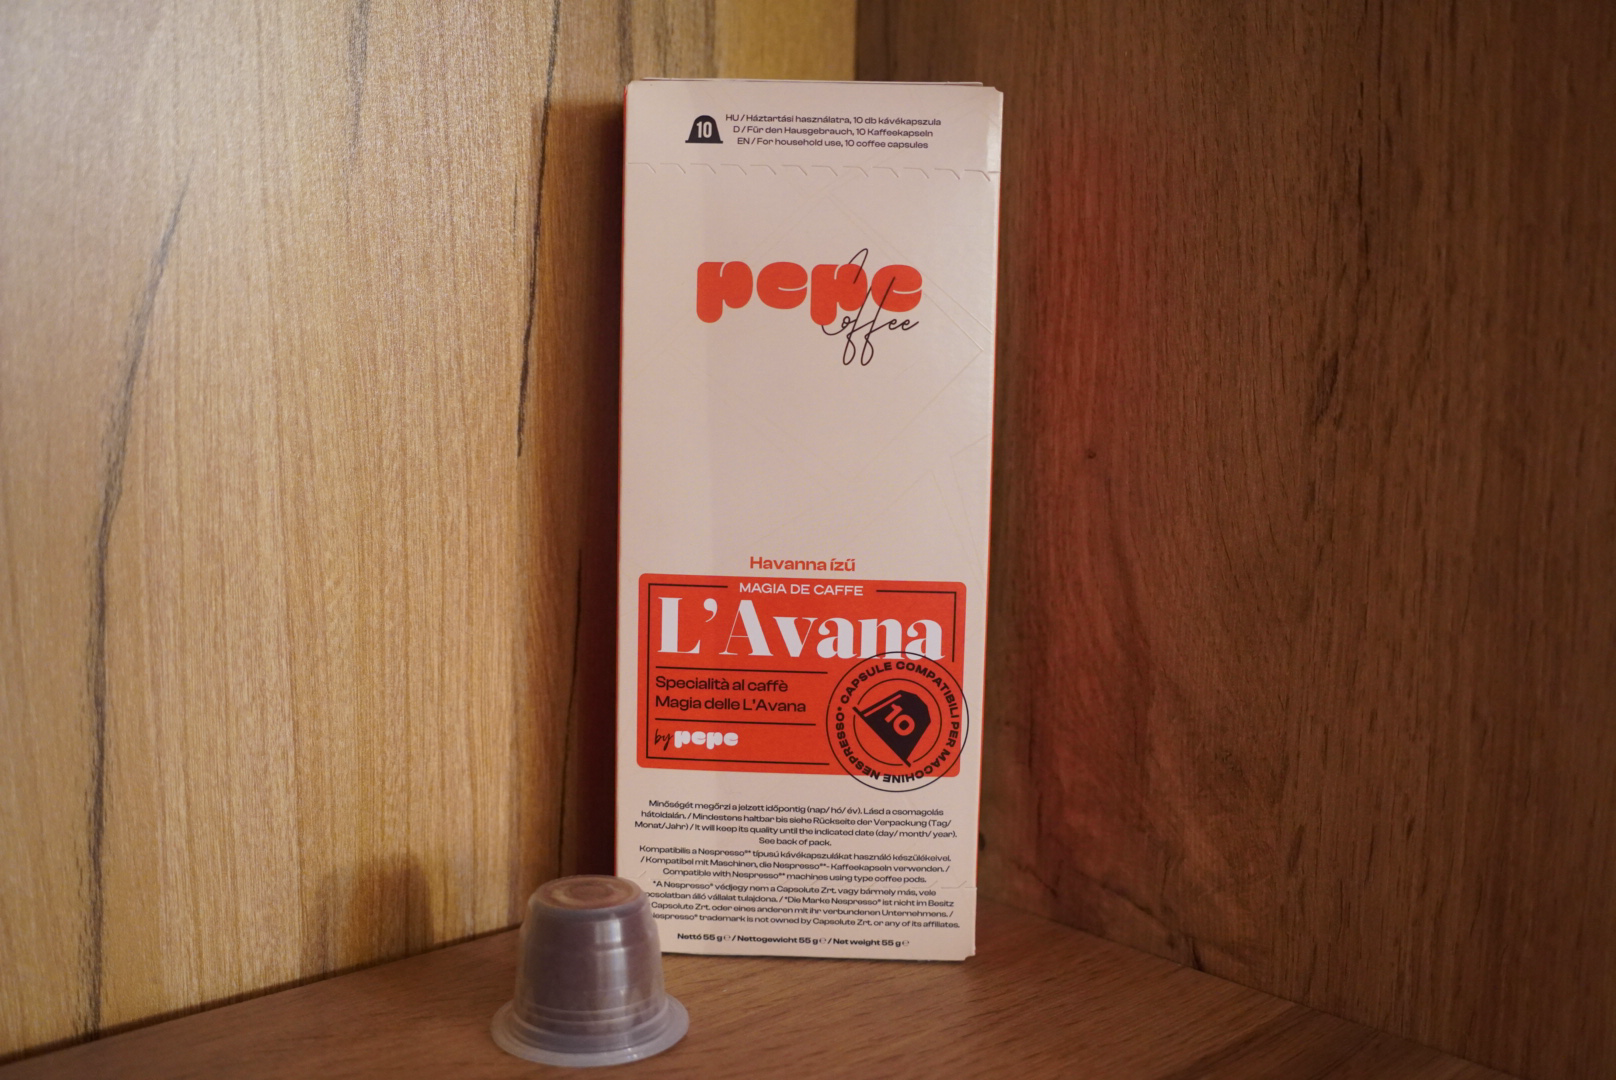 10
HU / Háztartási használatra, 10 db kávékapszula
D / Für den Hausgebrauch, 10 Kaffeekapseln
EN / For household use, 10 coffee capsules
pepe
Coffee
Havanna ízű
MAGIA DE CAFFE
L'Avana
Specialità al caffè
Magia delle L'Avana
by pepe
CAPSULE COMPATIBILI PER MACCHINE NESPRESSO*
10
Minőségét megőrzi a jelzett időpontig (nap/ hó/ év). Lásd a csomagolás
hátoldalán. / Mindestens haltbar bis siehe Rückseite der Verpackung (Tag/
Monat/Jahr) / It will keep its quality until the indicated date (day/ month/ year).
See back of pack.
Kompatibilis a Nespresso** típusú kávékapszulákat használó készülékeivel.
/ Kompatibel mit Maschinen, die Nespresso**- Kaffeekapseln verwenden. /
Compatible with Nespresso** machines using type coffee pods.
*A Nespresso* védjegy nem a Capsolute Zrt. vagy bármely más, vele
álló vállalat tulajdona. / *Die Marke Nespresso* ist nicht im Besitz
Capsolute Zrt. oder eines anderen mit ihr verbundenen Unternehmens. /
trademark is not owned by Capsolute Zrt. or any of its affiliates.
Nettó 55 g ℮ / Nettogewicht 55 g ℮ / Net weight 55 g ℮